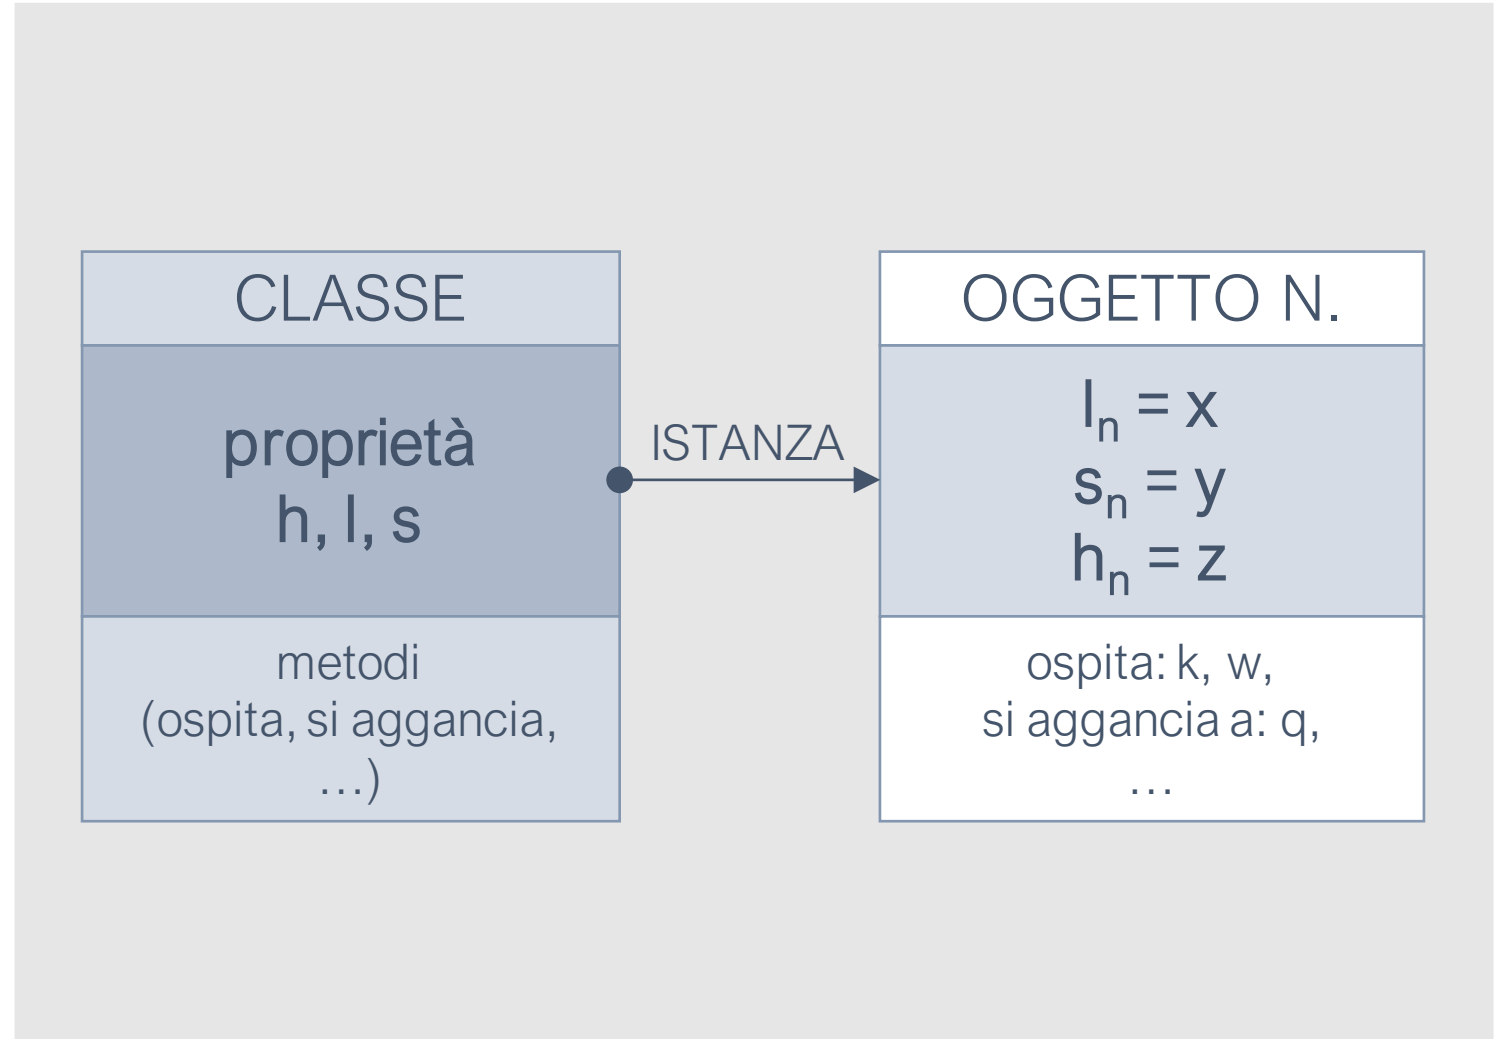 CLASSE
proprietà
h, l, s
metodi
(ospita, si aggancia,
…)
ISTANZA
OGGETTO N.
lₙ = x
sₙ = y
hₙ = z
ospita: k, w,
si aggancia a: q,
…